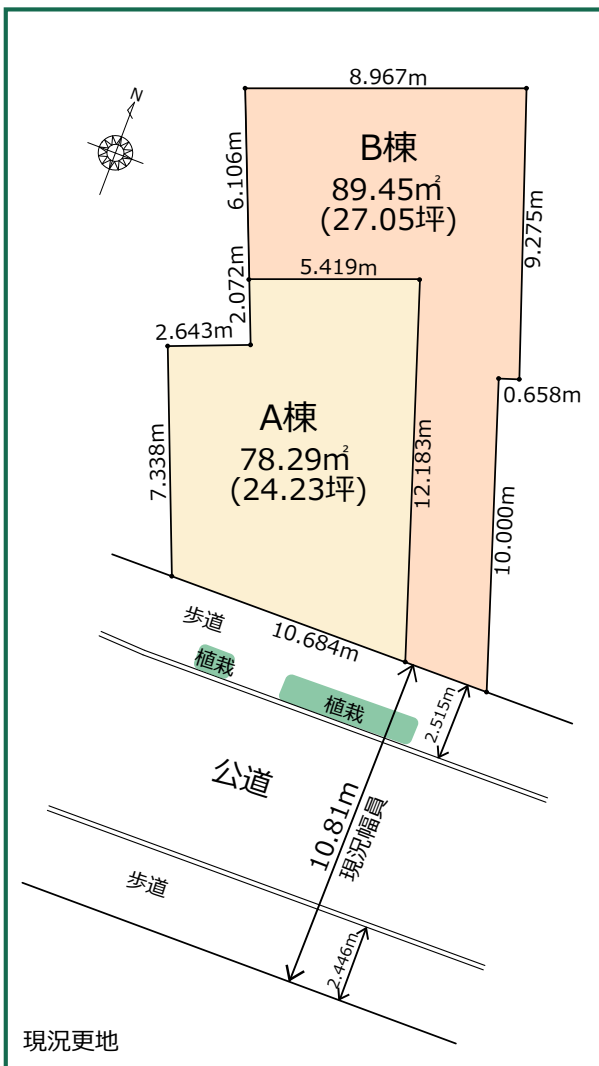 8.967m
N
6.106m
B棟
89.45㎡
(27.05坪)
9.275m
5.419m
2.072m
2.643m
0.658m
A棟
78.29㎡
(24.23坪)
7.338m
12.183m
10.000m
歩道
10.684m
植栽
植栽
2.515m
公道
10.81m
現況幅員
歩道
2.446m
現況更地